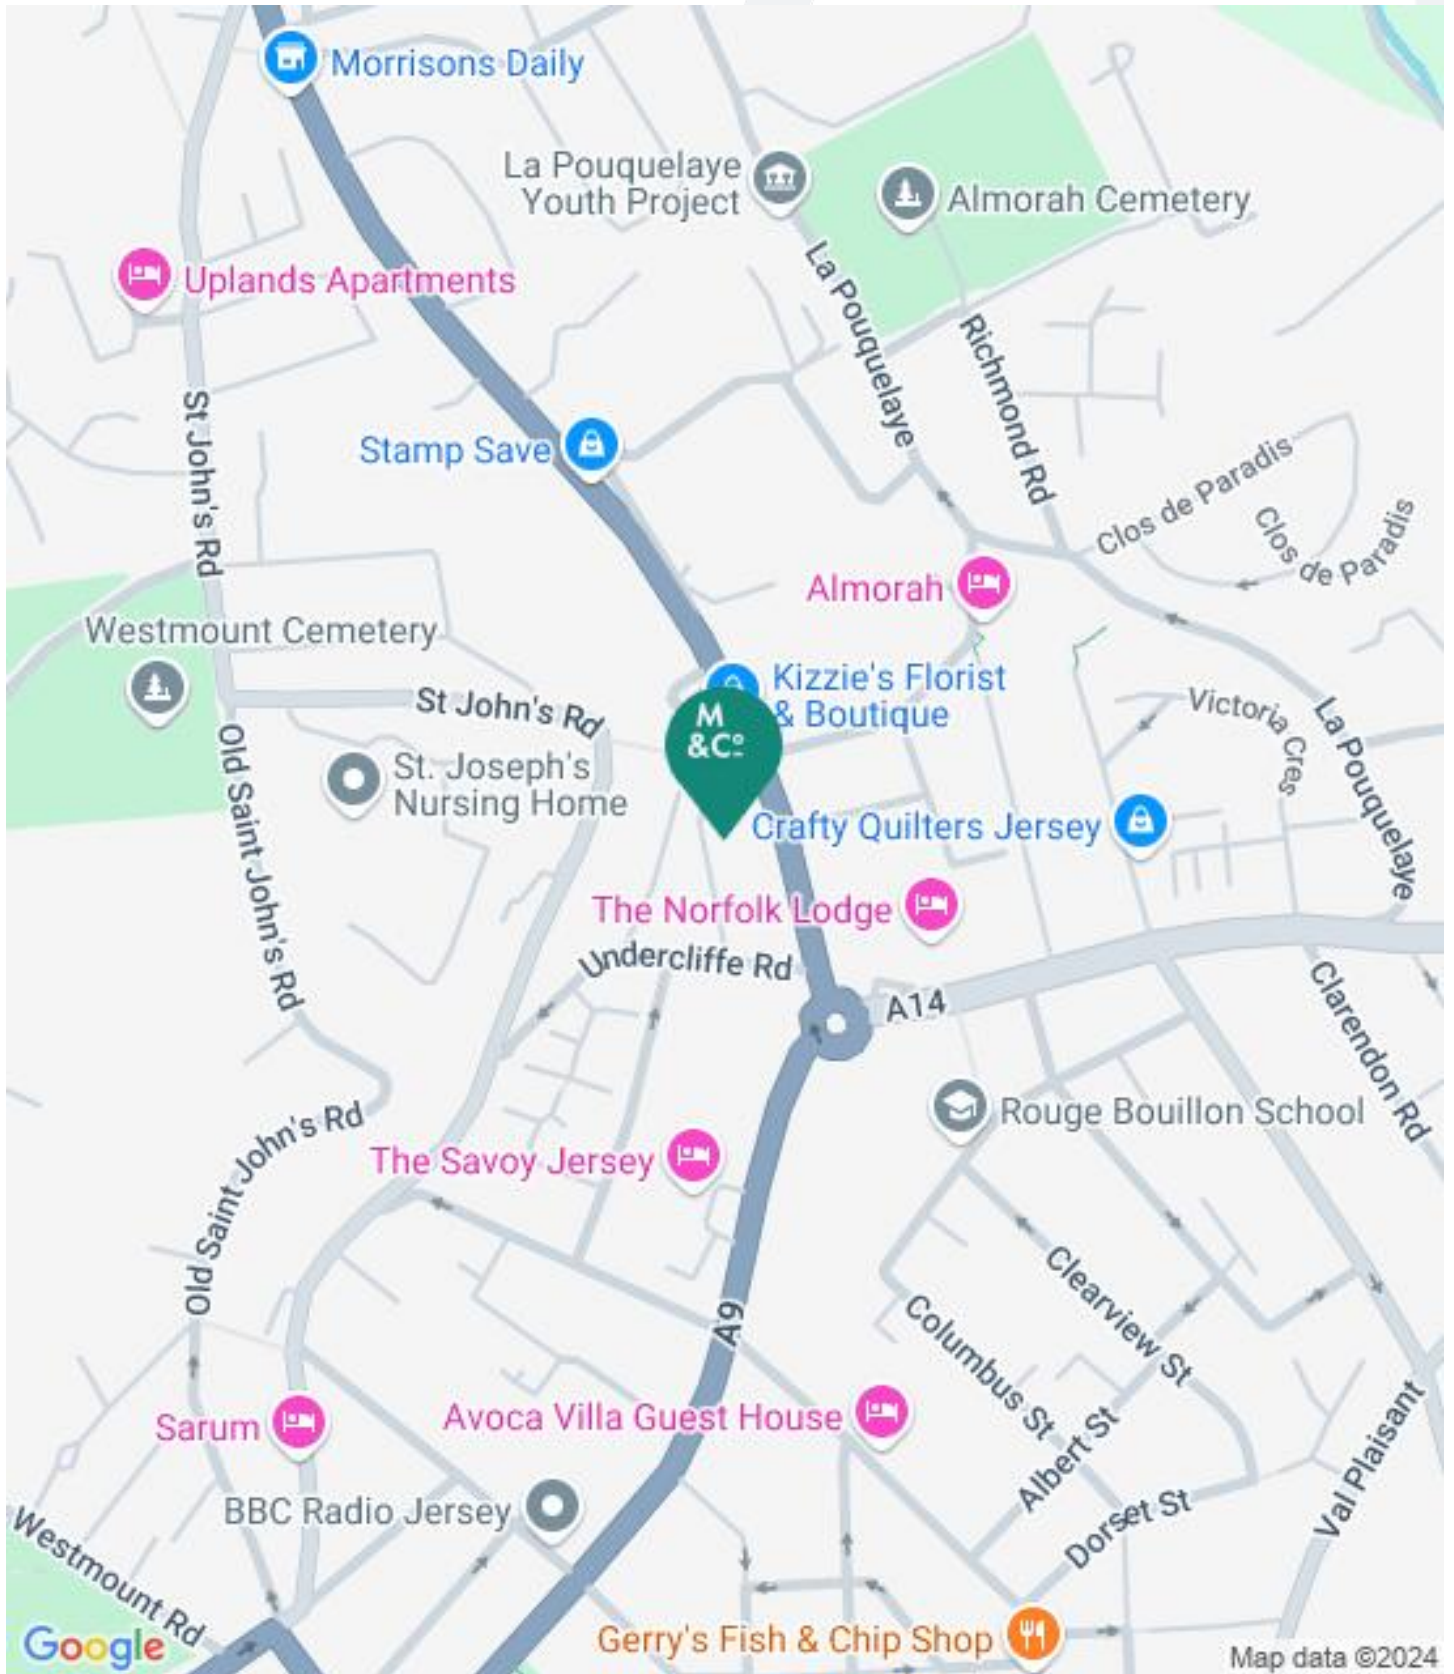 Morrisons Daily
La Pouquelaye
Youth Project
Almorah Cemetery
Uplands Apartments
La Pouquelaye
Richmond Rd
St John's Rd
Stamp Save
Clos de Paradis
Clos de Paradis
Almorah
Westmount Cemetery
Kizzie's Florist
& Boutique
St John's Rd
M
&Co
Victoria Cres
La Pouquelaye
Old Saint John's Rd
St. Joseph's
Nursing Home
Crafty Quilters Jersey
The Norfolk Lodge
Undercliffe Rd
A14
Clarendon Rd
Rouge Bouillon School
Old Saint John's Rd
The Savoy Jersey
Clearview St
Columbus St
A9
Albert St
Avoca Villa Guest House
Sarum
Val Plaisant
BBC Radio Jersey
Dorset St
Westmount Rd
Gerry's Fish & Chip Shop
Google
Map data ©2024